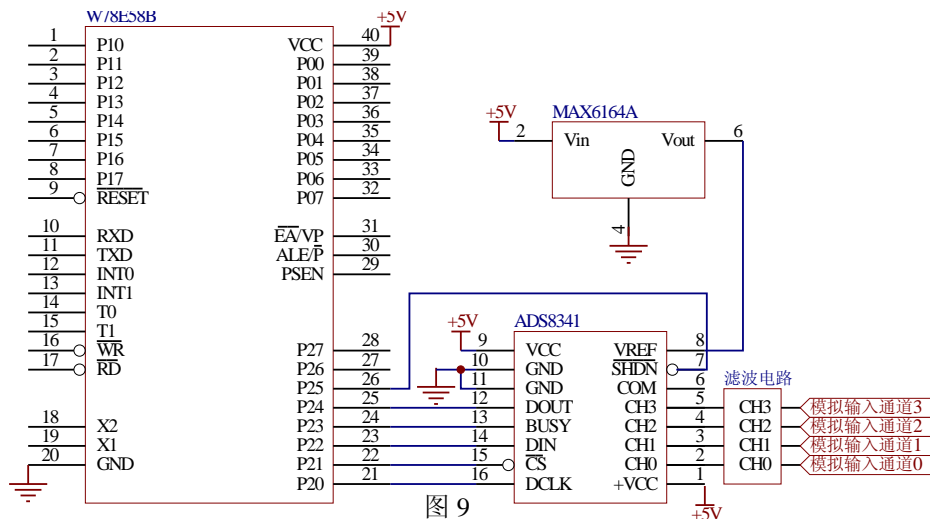 W78E58B
+5V
1 P10 VCC 40
2 P11 P00 39
3 P12 P01 38
4 P13 P02 37
5 P14 P03 36
6 P15 P04 35
7 P16 P05 34
8 P17 P06 33
9 RESET P07 32
10 RXD EA/VP 31
11 TXD ALE/P 30
12 INT0 PSEN 29
13 INT1
14 T0
15 T1
16 WR P27 28
17 RD P26 27
P25 26
P24 25
18 X2 P23 24
19 X1 P22 23
20 GND P21 22
P20 21
MAX6164A
+5V
2 Vin Vout 6
GND
4
ADS8341
+5V
9 VCC VREF 8
10 GND SHDN 7
11 GND COM 6
12 DOUT CH3 5
13 BUSY CH2 4
14 DIN CH1 3
15 CS CH0 2
16 DCLK +VCC 1
+5V
滤波电路
CH3 模拟输入通道3
CH2 模拟输入通道2
CH1 模拟输入通道1
CH0 模拟输入通道0
图 9